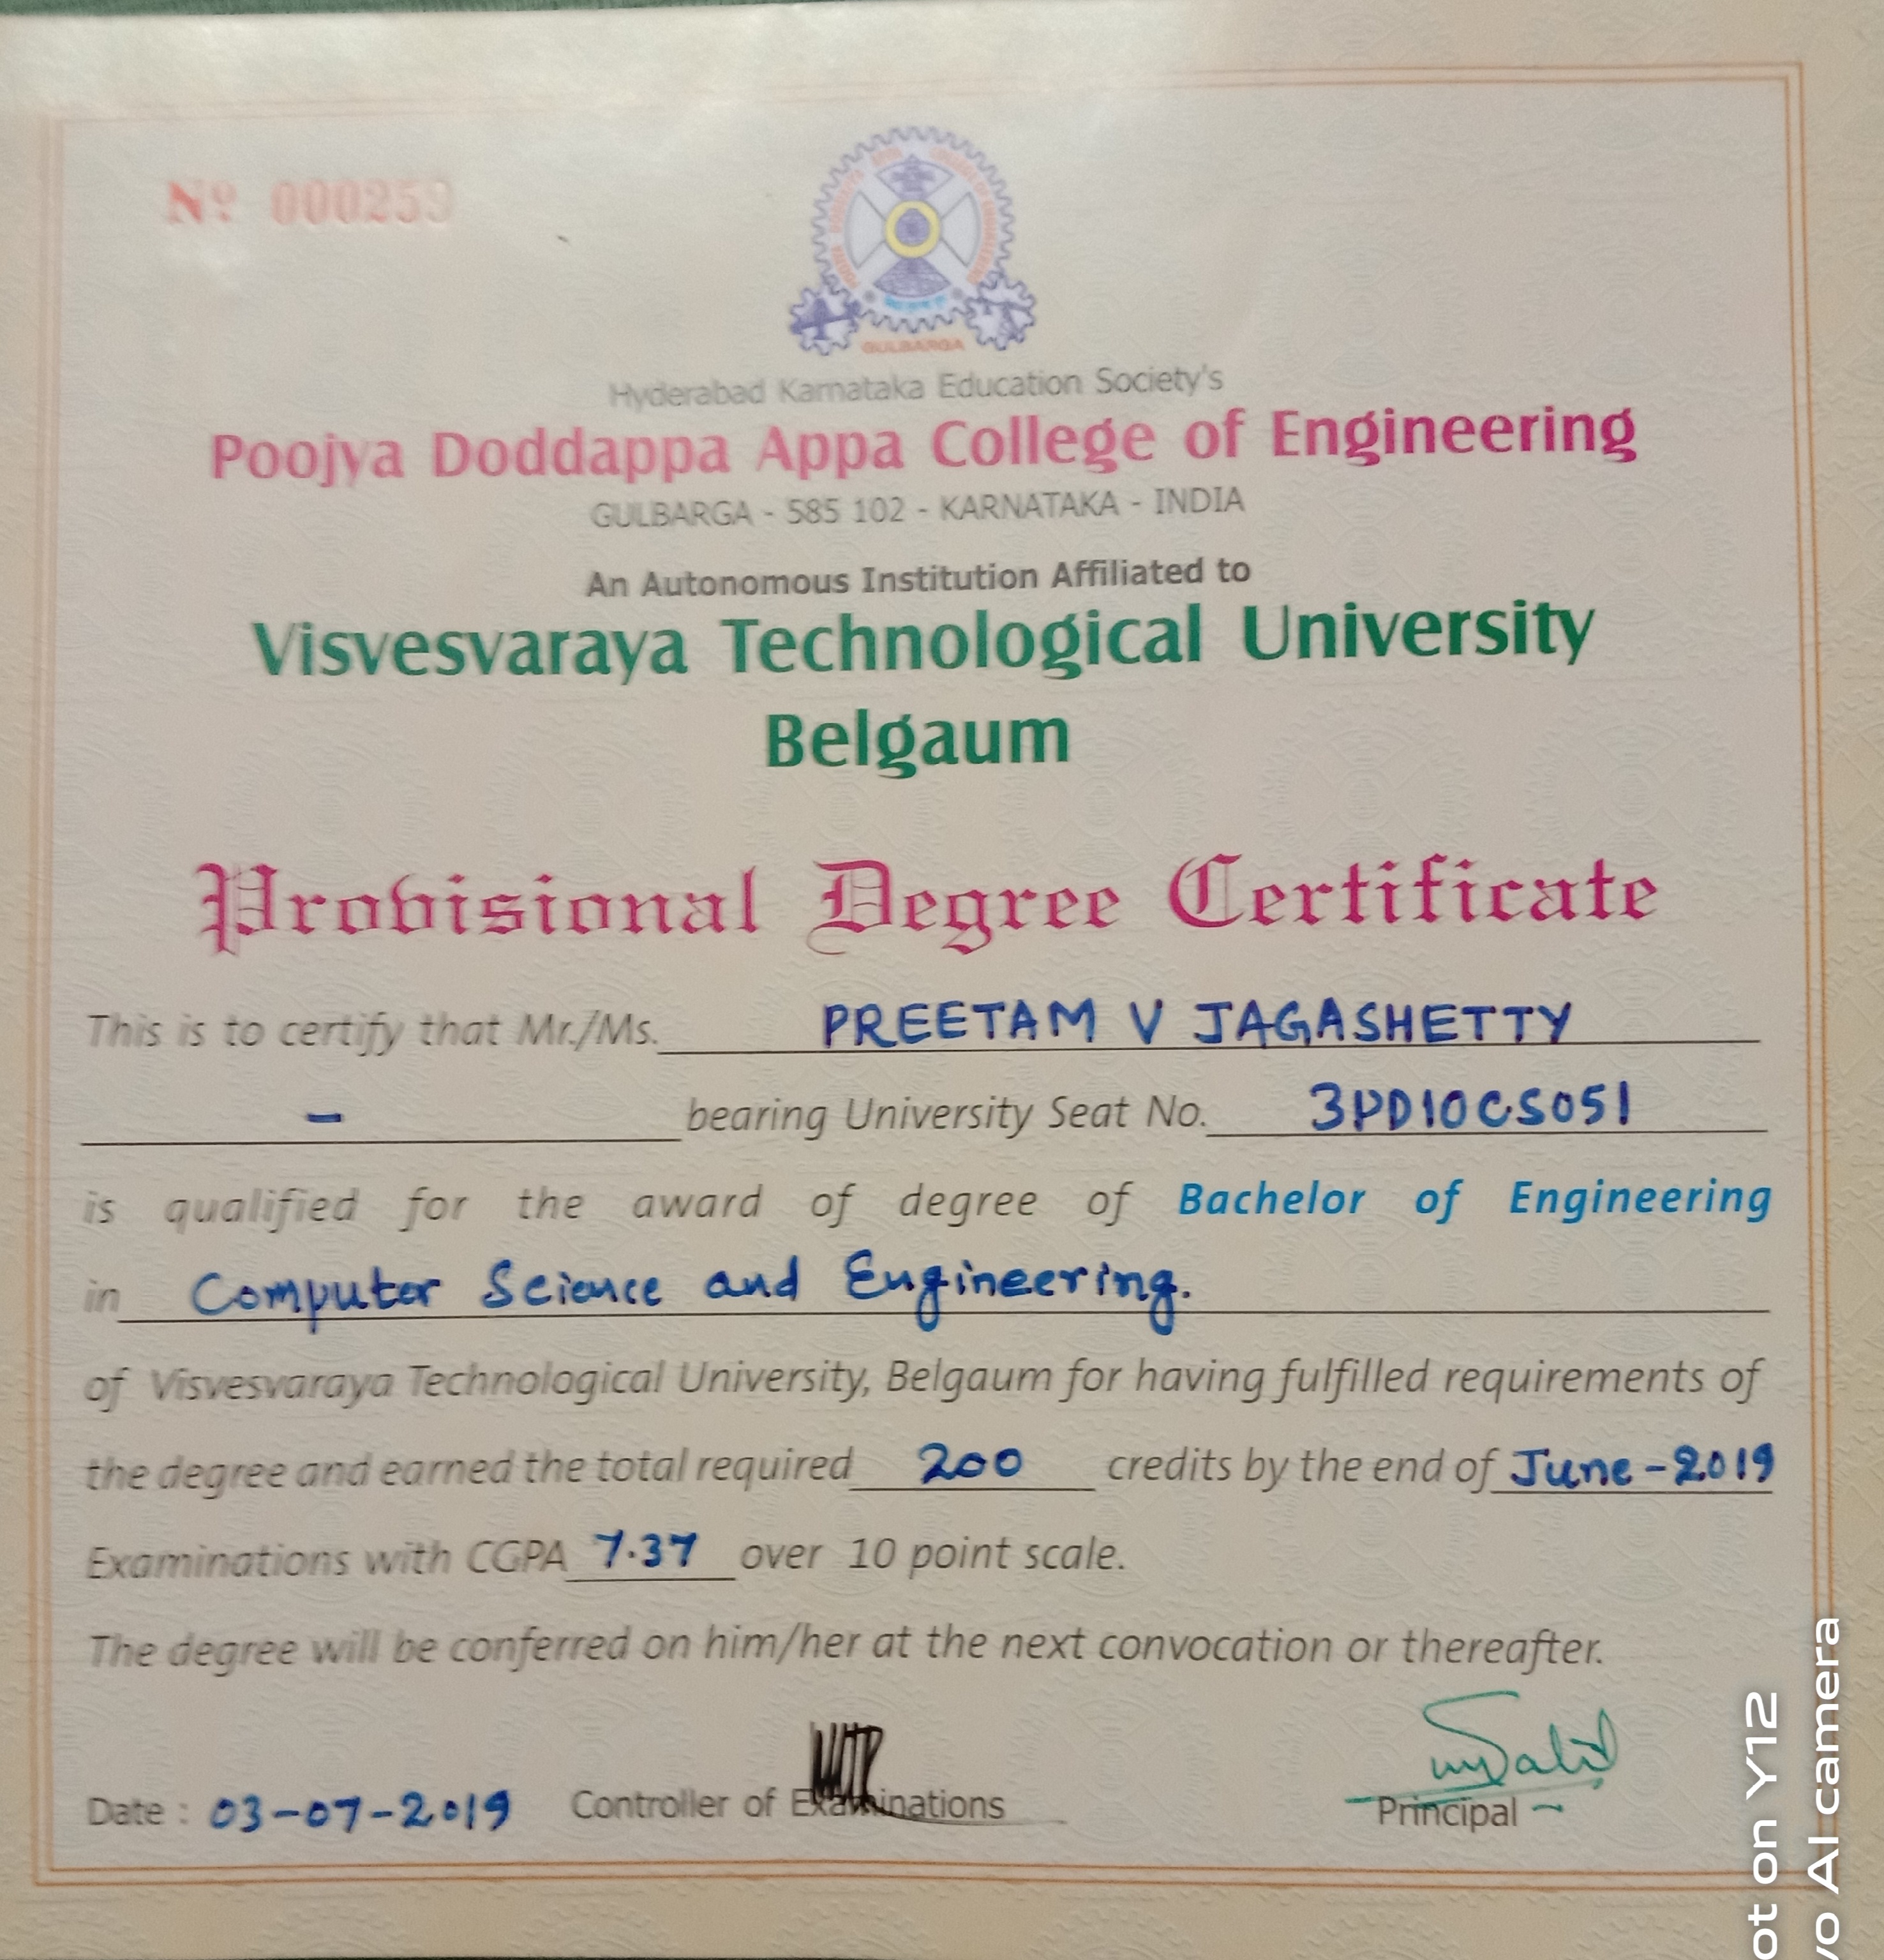 Nº 000259
GULBARGA
Hyderabad Karnataka Education Society's
Poojya Doddappa Appa College of Engineering
GULBARGA - 585 102 - KARNATAKA - INDIA
An Autonomous Institution Affiliated to
Visvesvaraya Technological University
Belgaum
Provisional Degree Certificate
This is to certify that Mr./Ms. PREETAM V JAGASHETTY
- bearing University Seat No. 3PD10CS051
is qualified for the award of degree of Bachelor of Engineering
in Computer Science and Engineering.
of Visvesvaraya Technological University, Belgaum for having fulfilled requirements of
the degree and earned the total required 200 credits by the end of June-2019
Examinations with CGPA 7.37 over 10 point scale.
The degree will be conferred on him/her at the next convocation or thereafter.
Date : 03-07-2019 Controller of Examinations Principal
ot on Y12
vo AI camera